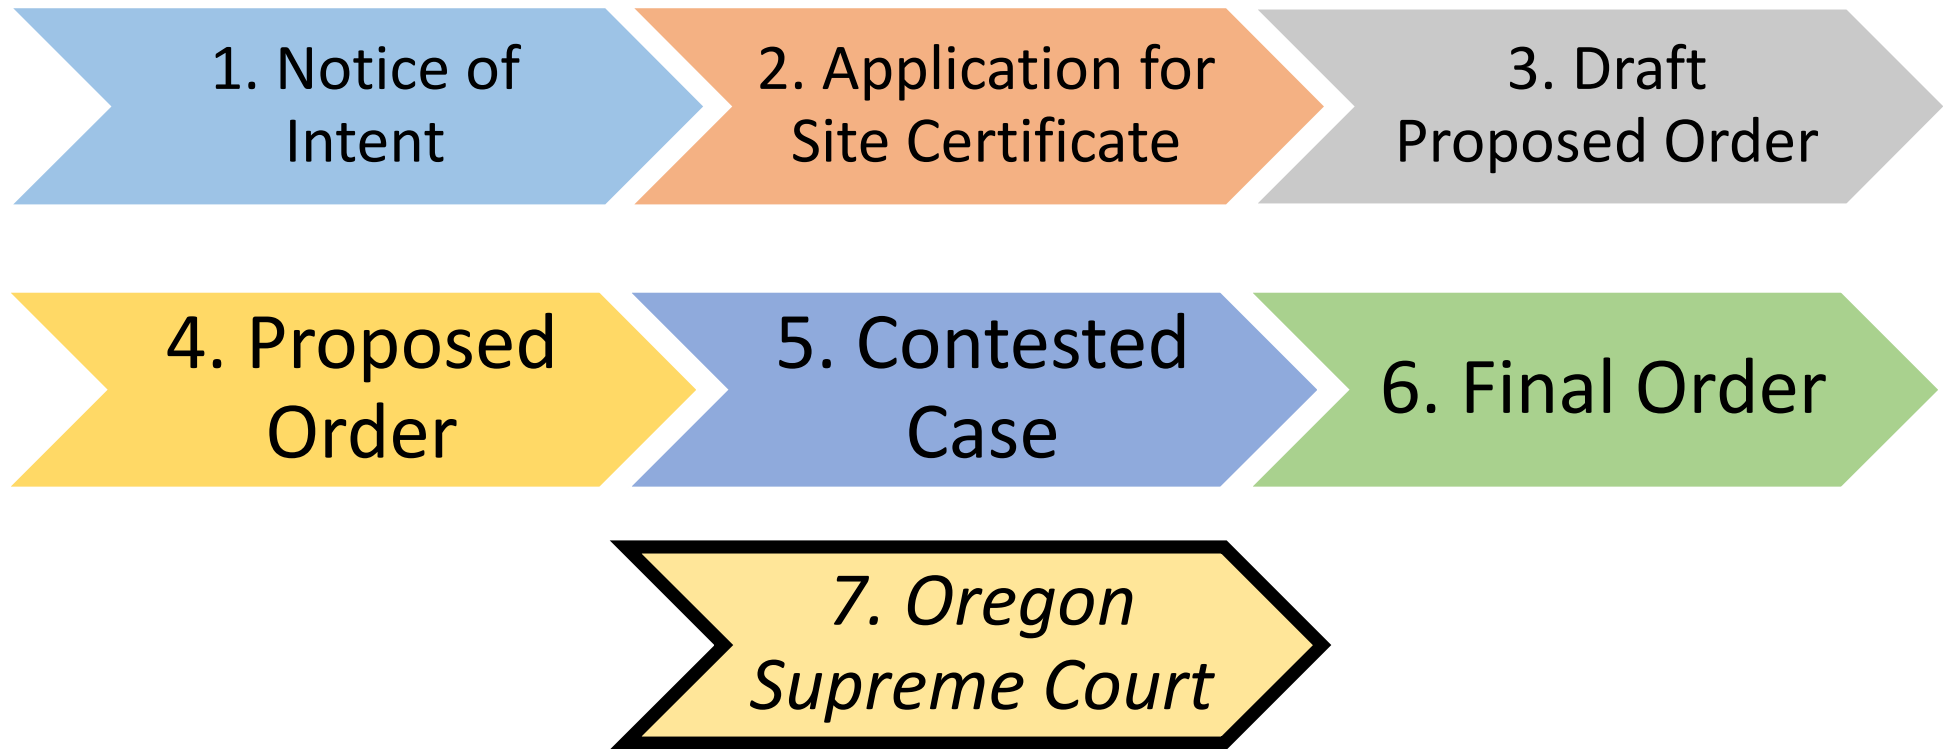 1. Notice of
Intent
2. Application for
Site Certificate
3. Draft
Proposed Order
4. Proposed
Order
5. Contested
Case
6. Final Order
7. Oregon
Supreme Court